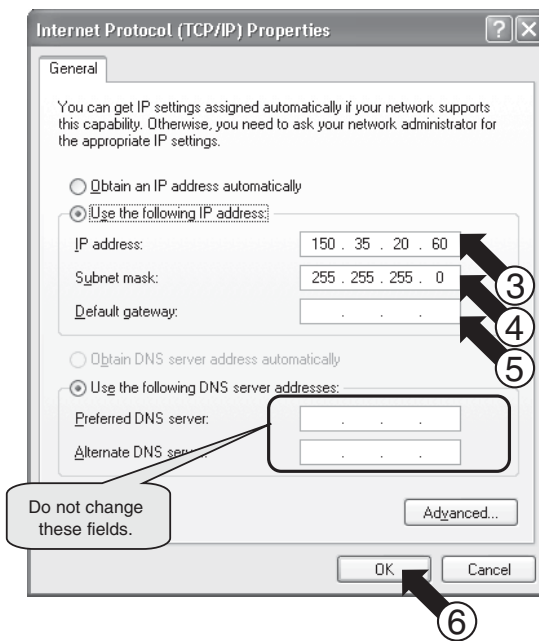 Internet Protocol (TCP/IP) Properties
General
You can get IP settings assigned automatically if your network supports
this capability. Otherwise, you need to ask your network administrator for
the appropriate IP settings.
Obtain an IP address automatically
Use the following IP address:
IP address: 150 . 35 . 20 . 60
③
Subnet mask: 255 . 255 . 255 . 0
④
Default gateway: . . .
⑤
Obtain DNS server address automatically
Use the following DNS server addresses:
Preferred DNS server: . . .
Alternate DNS . . .
Do not change
these fields.
Advanced...
OK Cancel
⑥